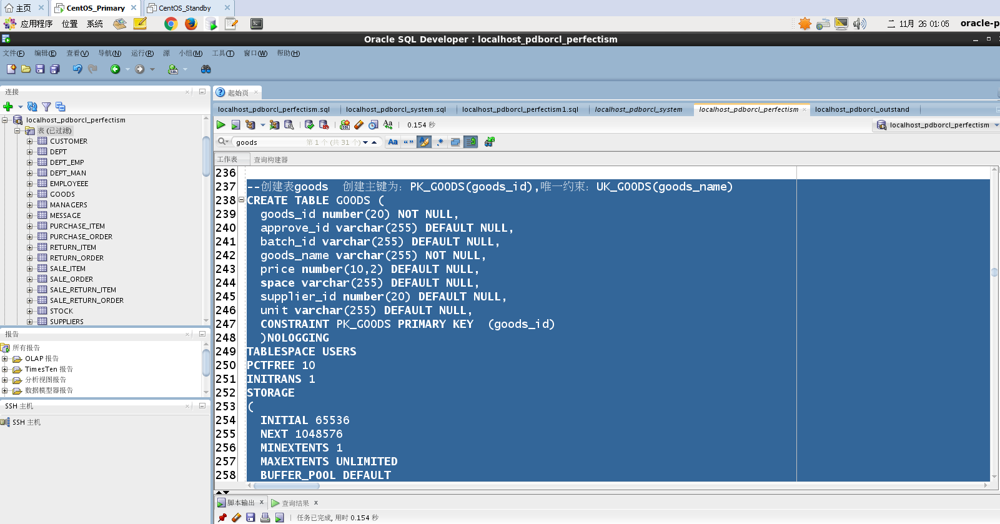 主页 CentOS_Primary CentOS_Standby
应用程序 位置 系统 二 11月 26 01:05 oracle-p
Oracle SQL Developer : localhost_pdborcl_perfectism
文件(F) 编辑(E) 查看(V) 导航(N) 运行(R) 源 小组(M) 工具(T) 窗口(W) 帮助(H)
连接
起始页
localhost_pdborcl_perfectism.sql localhost_pdborcl_system.sql localhost_pdborcl_perfectism1.sql localhost_pdborcl_system localhost_pdborcl_perfectism localhost_pdborcl_outstand
0.154 秒 localhost_pdborcl_perfectism
goods 第 1 个 (共 31 个) Aa
工作表 查询构建器
localhost_pdborcl_perfectism
表 (已过滤)
CUSTOMER
DEPT
DEPT_EMP
DEPT_MAN
EMPLOYEEE
GOODS
MANAGERS
MESSAGE
PURCHASE_ITEM
PURCHASE_ORDER
RETURN_ITEM
RETURN_ORDER
SALE_ITEM
SALE_ORDER
SALE_RETURN_ITEM
SALE_RETURN_ORDER
STOCK
SUPPLIERS
报告
所有报告
OLAP 报告
TimesTen 报告
分析视图报告
数据模型器报告
SSH 主机
SSH 主机
236
237 --创建表goods 创建主键为: PK_GOODS(goods_id),唯一约束: UK_GOODS(goods_name)
238 CREATE TABLE GOODS (
239 goods_id number(20) NOT NULL,
240 approve_id varchar(255) DEFAULT NULL,
241 batch_id varchar(255) DEFAULT NULL,
242 goods_name varchar(255) NOT NULL,
243 price number(10,2) DEFAULT NULL,
244 space varchar(255) DEFAULT NULL,
245 supplier_id number(20) DEFAULT NULL,
246 unit varchar(255) DEFAULT NULL,
247 CONSTRAINT PK_GOODS PRIMARY KEY (goods_id)
248 )NOLOGGING
249 TABLESPACE USERS
250 PCTFREE 10
251 INITRANS 1
252 STORAGE
253 (
254 INITIAL 65536
255 NEXT 1048576
256 MINEXTENTS 1
257 MAXEXTENTS UNLIMITED
258 BUFFER_POOL DEFAULT
脚本输出 x 查询结果 x
任务已完成, 用时 0.154 秒